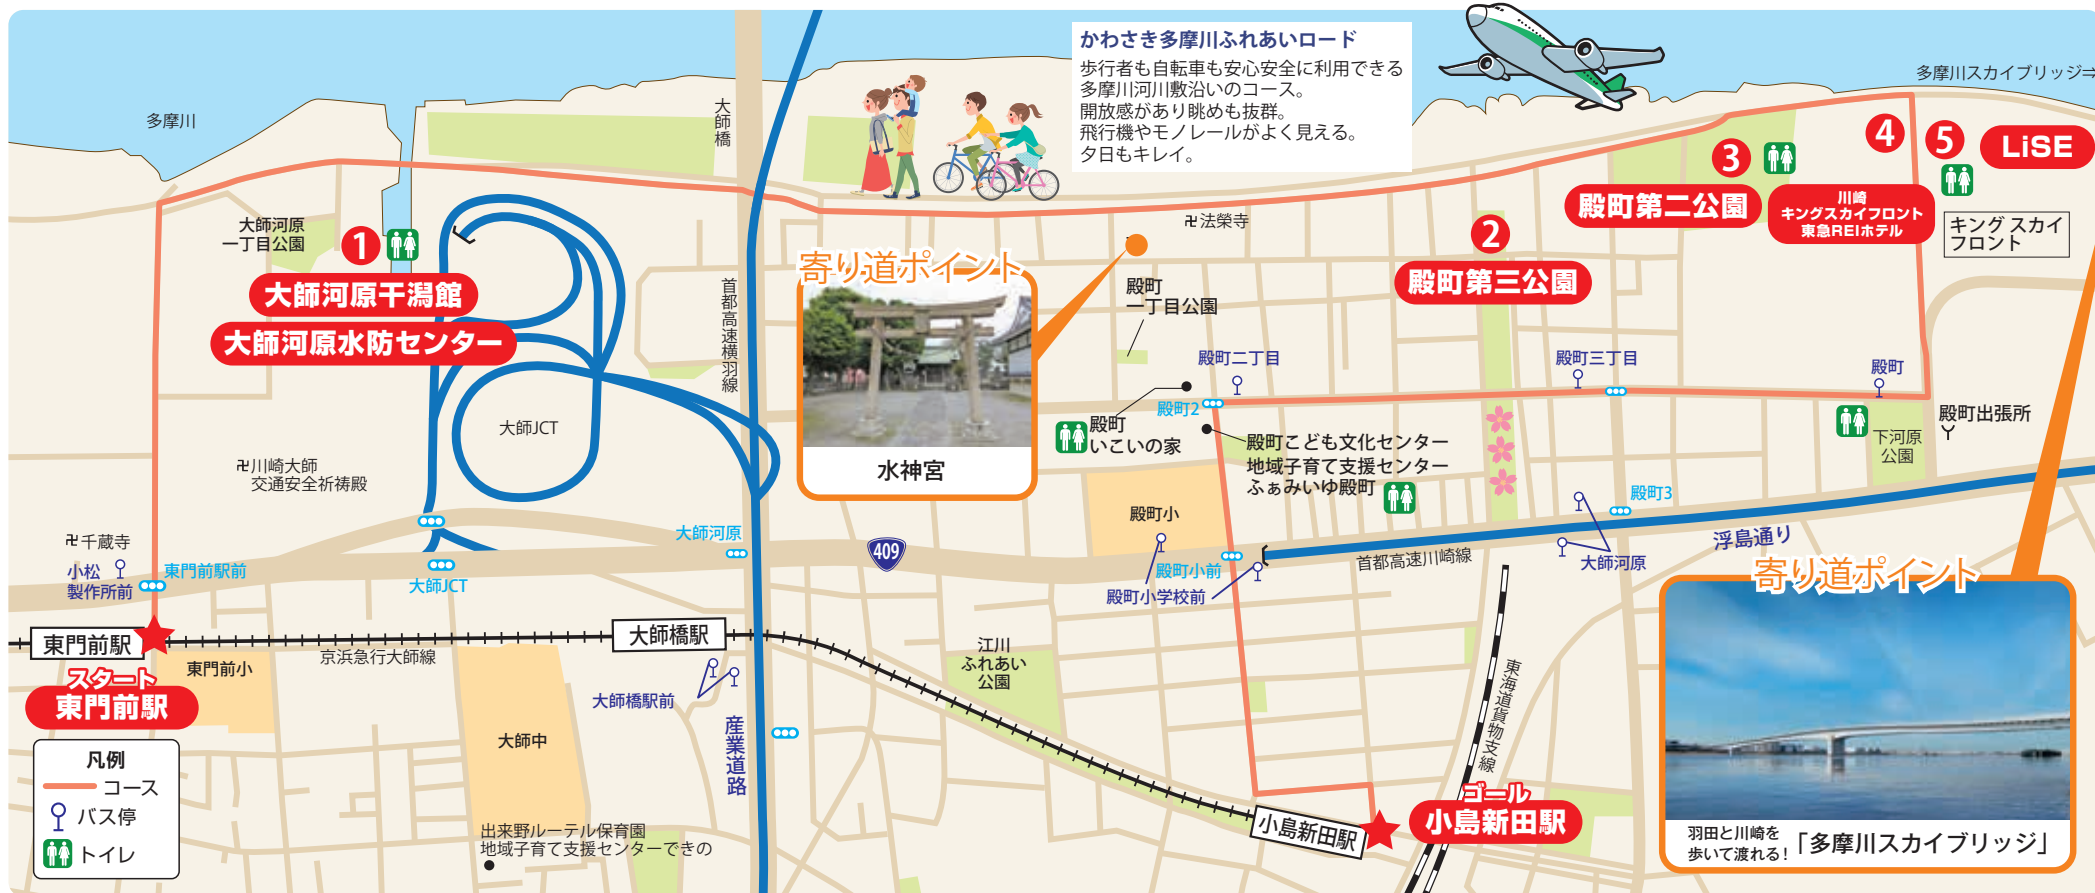 かわさき多摩川ふれあいロード
歩行者も自転車も安心安全に利用できる
多摩川河川敷沿いのコース。
開放感があり眺めも抜群。
飛行機やモノレールがよく見える。
夕日もキレイ。
多摩川スカイブリッジ⇒
多摩川
大師橋
4
5
LiSE
3
殿町第二公園
川崎
キングスカイフロント
東急REIホテル
キング スカイ
フロント
大師河原
一丁目公園
1
大師河原干潟館
大師河原水防センター
卍法榮寺
2
殿町第三公園
寄り道ポイント
水神宮
首都高速横羽線
殿町
一丁目公園
殿町二丁目
殿町三丁目
殿町
殿町2
殿町
いこいの家
殿町こども文化センター
地域子育て支援センター
ふぁみいゆ殿町
殿町出張所
下河原
公園
大師JCT
卍川崎大師
交通安全祈祷殿
殿町小
殿町3
大師河原
409
卍千蔵寺
小松
製作所前
東門前駅前
大師JCT
殿町小前
殿町小学校前
首都高速川崎線
大師河原
浮島通り
東門前駅
スタート
東門前駅
東門前小
京浜急行大師線
大師橋駅
大師橋駅前
産業道路
江川
ふれあい
公園
東海道貨物支線
大師中
凡例
コース
バス停
トイレ
出来野ルーテル保育園
地域子育て支援センターできの
小島新田駅
ゴール
小島新田駅
寄り道ポイント
羽田と川崎を
歩いて渡れる!「多摩川スカイブリッジ」